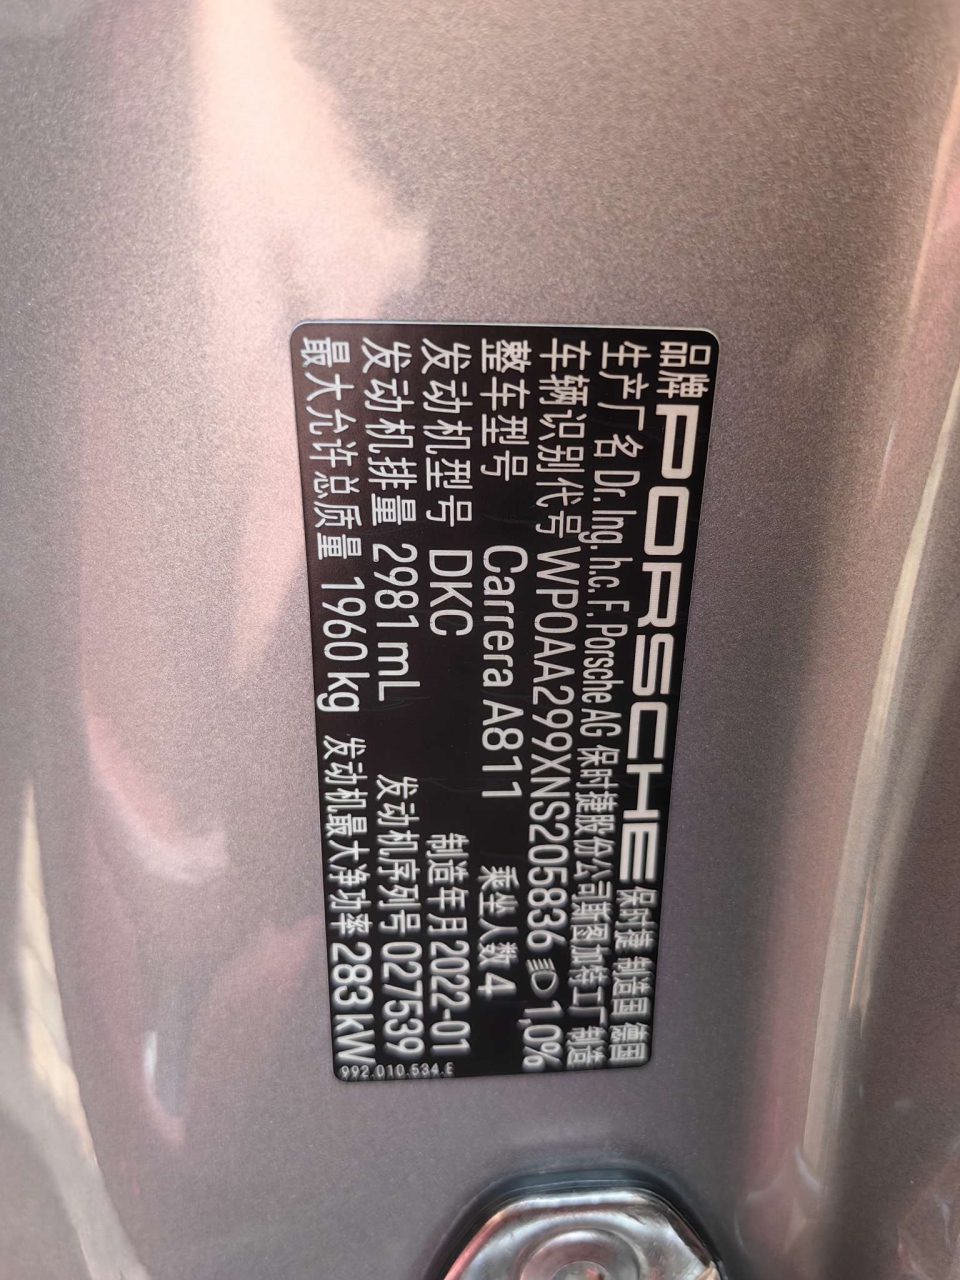 品牌 PORSCHE 保时捷 制造国 德国
生产厂名 Dr. Ing. h.c. F. Porsche AG 保时捷股份公司斯图加特工厂 制造
车辆识别代号 WP0AA299XNS205836 1,0%
整车型号 Carrera A811 乘坐人数 4
发动机型号 DKC 制造年月 2022-01
发动机排量 2981 mL 发动机序列号 027539
最大允许总质量 1960 kg 发动机最大净功率 283 kW
992.010.534.E